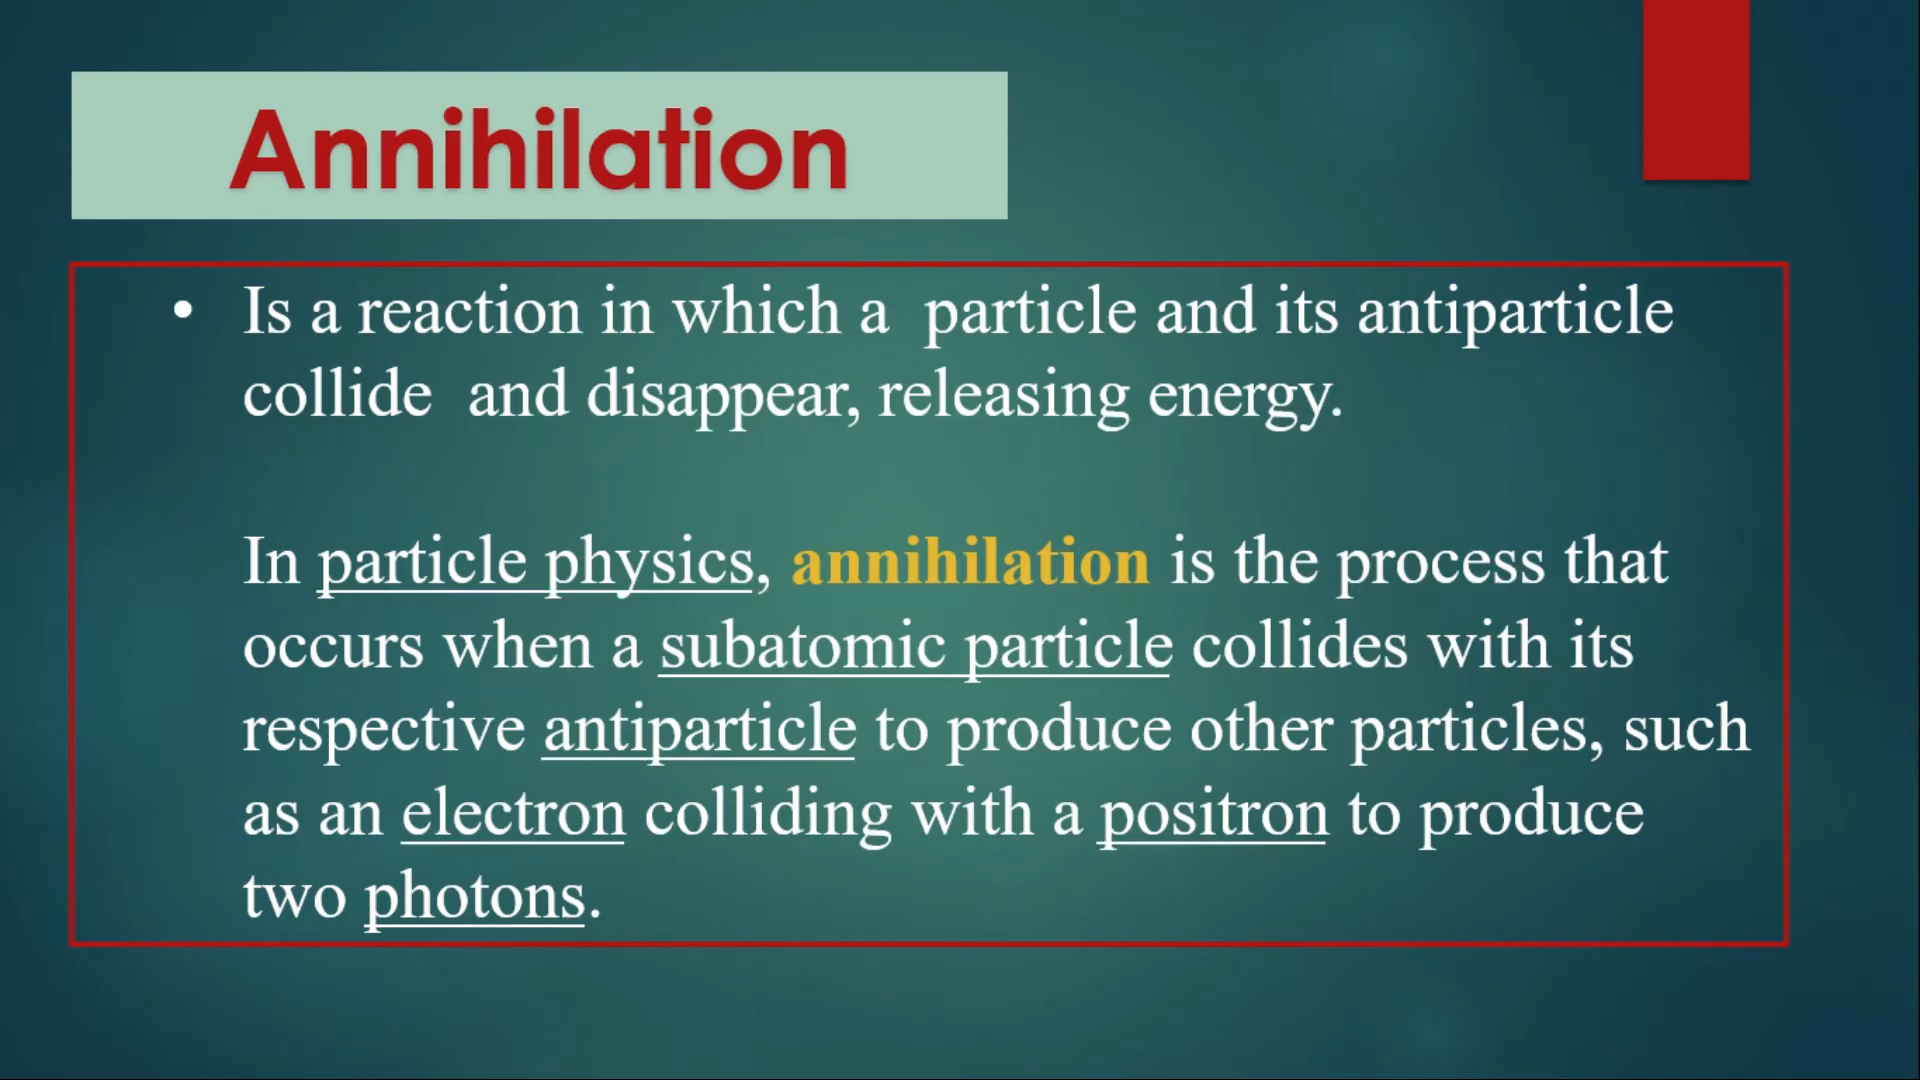 Annihilation
• Is a reaction in which a particle and its antiparticle
collide and disappear, releasing energy.
In particle physics, annihilation is the process that
occurs when a subatomic particle collides with its
respective antiparticle to produce other particles, such
as an electron colliding with a positron to produce
two photons.